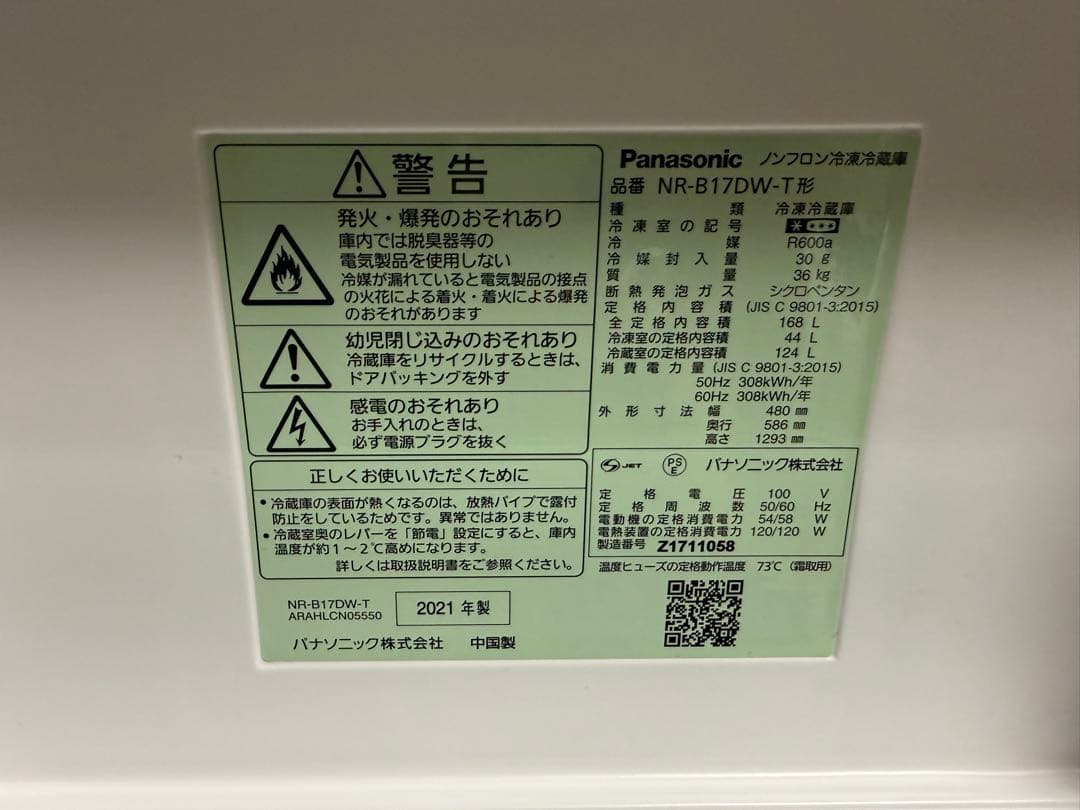 警告
発火・爆発のおそれあり
庫内では脱臭器等の
電気製品を使用しない
冷媒が漏れていると電気製品の接点
の火花による着火・着火による爆発
のおそれがあります
幼児閉じ込みのおそれあり
冷蔵庫をリサイクルするときは、
ドアパッキングを外す
感電のおそれあり
お手入れのときは、
必ず電源プラグを抜く
正しくお使いいただくために
・冷蔵庫の表面が熱くなるのは、放熱パイプで露付
防止をしているためです。異常ではありません。
・冷蔵室奥のレバーを「節電」設定にすると、庫内
温度が約1～2℃高めになります。
詳しくは取扱説明書をご参照ください。
NR-B17DW-T
ARAHLCN05550
2021 年製
パナソニック株式会社 中国製
Panasonic ノンフロン冷凍冷蔵庫
品番 NR-B17DW-T形
種類 冷凍冷蔵庫
冷凍室の記号
冷媒 R600a
冷媒封入量 30 g
質量 36 kg
断熱発泡ガス シクロペンタン
定格内容積 (JIS C 9801-3:2015)
全定格内容積 168 L
冷凍室の定格内容積 44 L
冷蔵室の定格内容積 124 L
消費電力量 (JIS C 9801-3:2015)
50Hz 308kWh/年
60Hz 308kWh/年
外形寸法 幅 480 mm
奥行 586 mm
高さ 1293 mm
JET PS E パナソニック株式会社
定格電圧 100 V
定格周波数 50/60 Hz
電動機の定格消費電力 54/58 W
電熱装置の定格消費電力 120/120 W
製造番号 Z1711058
温度ヒューズの定格動作温度 73℃ (霜取用)